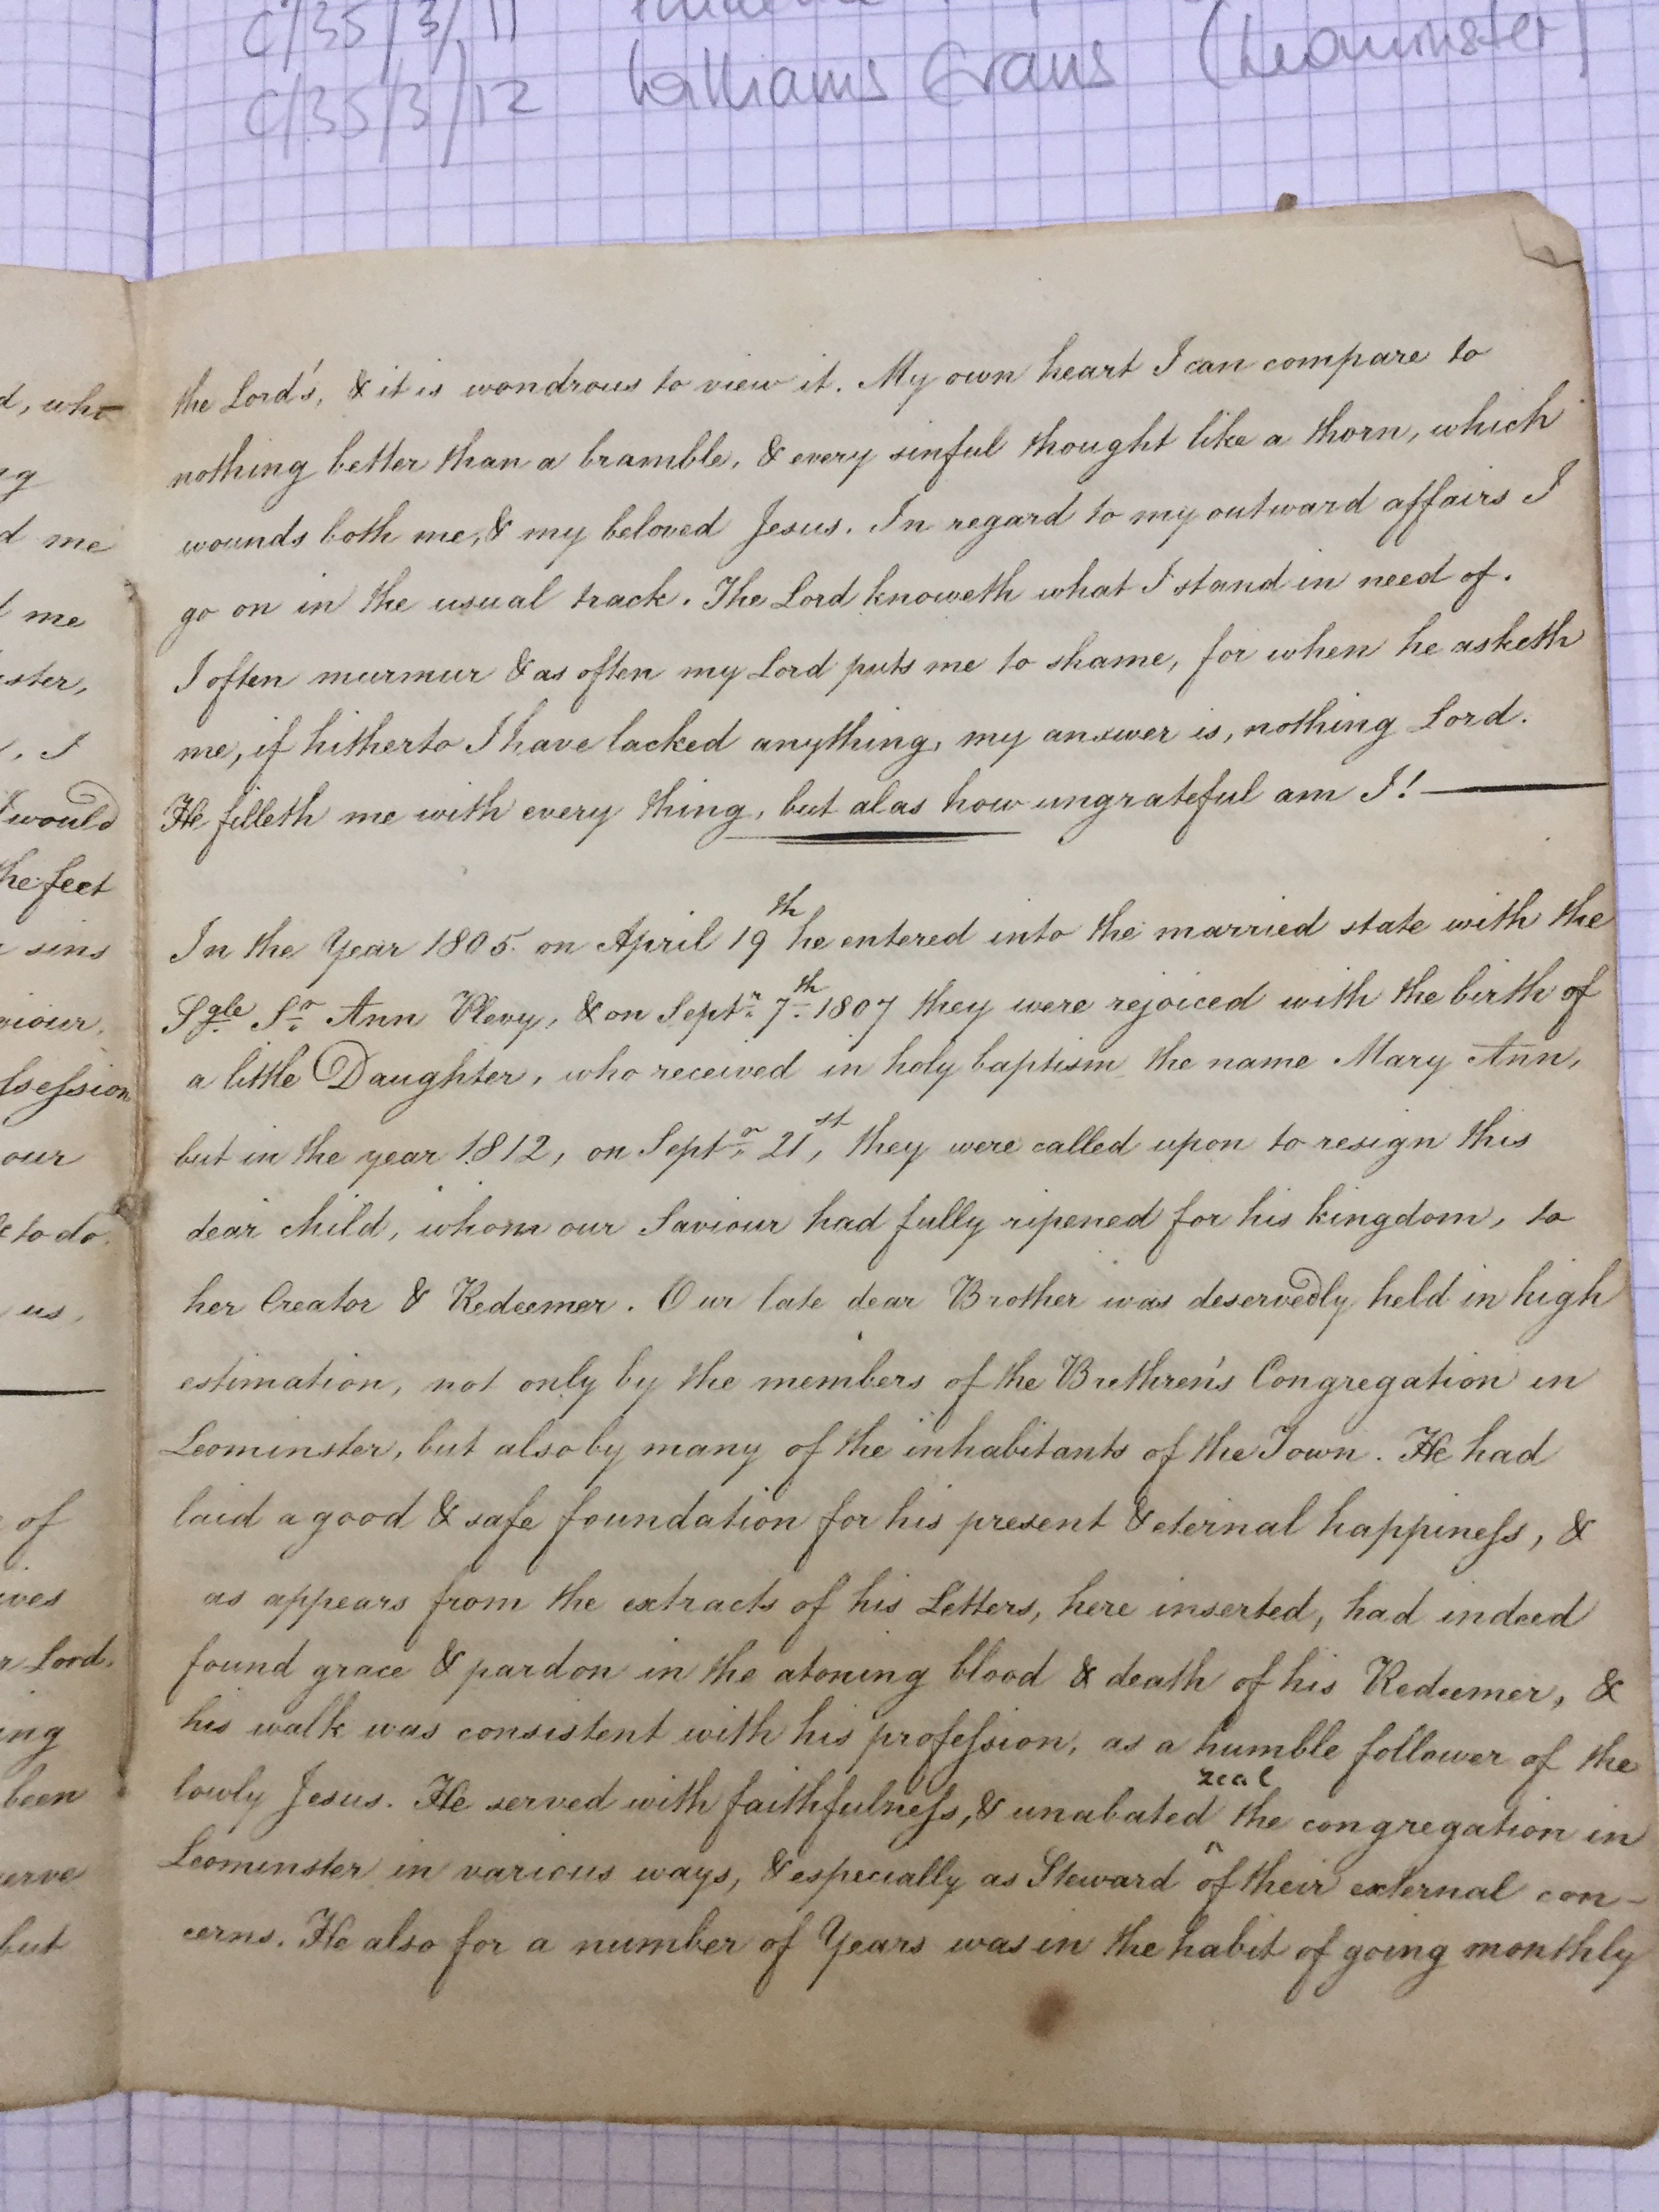 C/35/3/11
C/35/3/12 Williams Evans (Leominster)
d, who
d me
me
ster,
. I
would
the feet
sins
viour,
ssession
our
to do.
us,
of
ives
r Lord.
ing
been
serve
but
the Lord's, & it is wondrous to view it. My own heart I can compare to
nothing better than a bramble, & every sinful thought like a thorn, which
wounds both me, & my beloved Jesus. In regard to my outward affairs I
go on in the usual track. The Lord knoweth what I stand in need of.
I often murmur & as often my Lord puts me to shame, for when he asketh
me, if hitherto I have lacked anything, my answer is, nothing Lord.
He filleth me with every thing, but alas how ungrateful am I! —
In the Year 1805. on April 19th he entered into the married state with the
Sgle Sr Ann Vlevy, & on Septr 7th 1807 they were rejoiced with the birth of
a little Daughter, who received in holy baptism the name Mary Ann,
but in the year 1812, on Septr 21st, they were called upon to resign this
dear child, whom our Saviour had fully ripened for his kingdom, to
her Creator & Redeemer. Our late dear Brother was deservedly held in high
estimation, not only by the members of the Brethren's Congregation in
Leominster, but also by many of the inhabitants of the Town. He had
laid a good & safe foundation for his present & eternal happiness, &
as appears from the extracts of his Letters, here inserted, had indeed
found grace & pardon in the atoning blood & death of his Redeemer, &
his walk was consistent with his profession, as a humble follower of the
lowly Jesus. He served with faithfulness, & unabated zeal the congregation in
Leominster in various ways, & especially as Steward of their external con-
cerns. He also for a number of Years was in the habit of going monthly